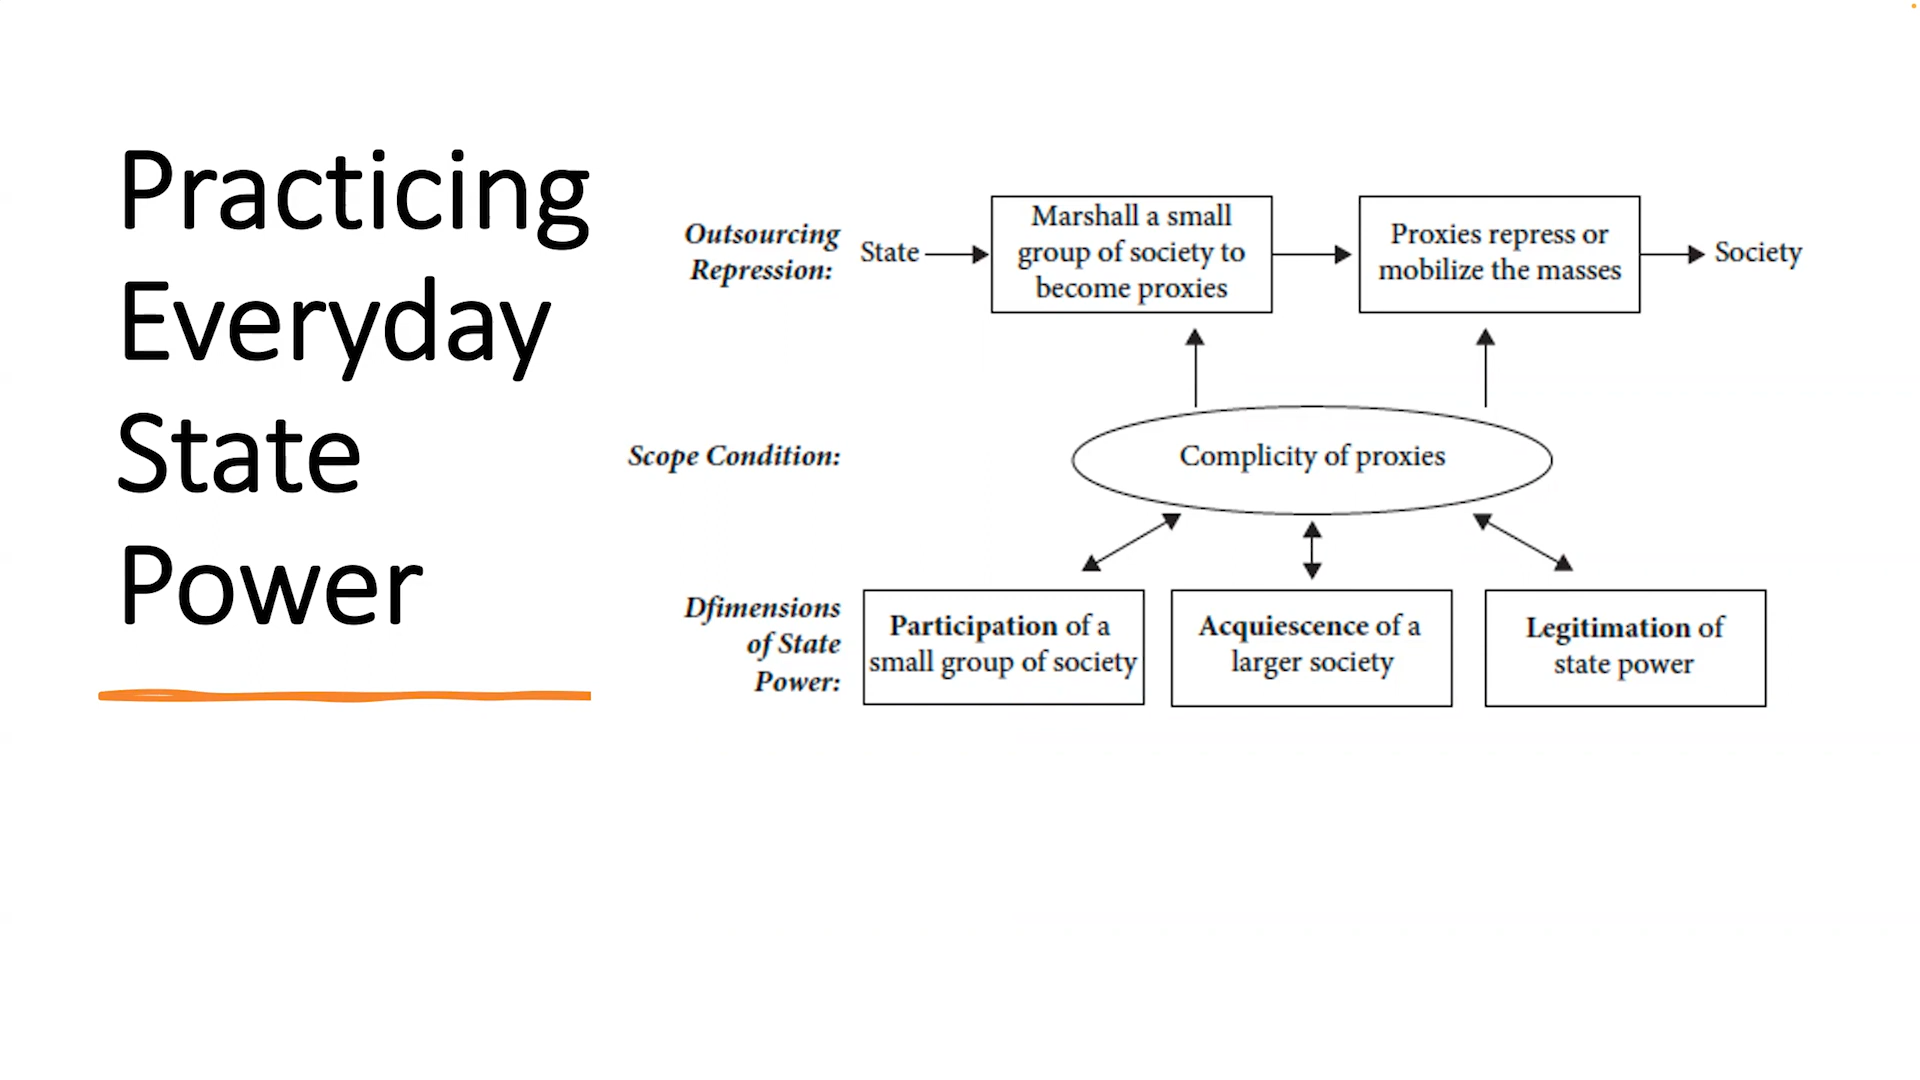 Practicing
Everyday
State
Power
Outsourcing
Repression:
State
Marshall a small
group of society to
become proxies
Proxies repress or
mobilize the masses
Society
Scope Condition:
Complicity of proxies
Dfimensions
of State
Power:
Participation of a
small group of society
Acquiescence of a
larger society
Legitimation of
state power